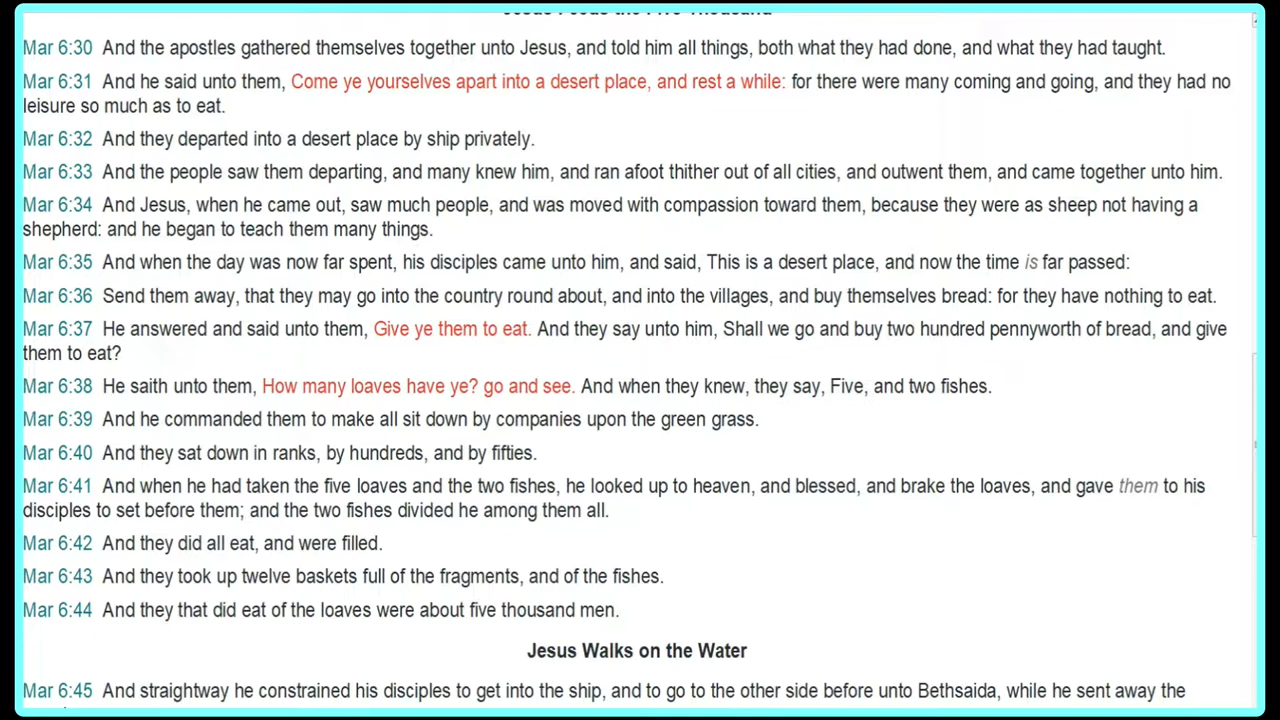 Jesus Feeds the Five Thousand
Mar 6:30 And the apostles gathered themselves together unto Jesus, and told him all things, both what they had done, and what they had taught.
Mar 6:31 And he said unto them, Come ye yourselves apart into a desert place, and rest a while: for there were many coming and going, and they had no
leisure so much as to eat.
Mar 6:32 And they departed into a desert place by ship privately.
Mar 6:33 And the people saw them departing, and many knew him, and ran afoot thither out of all cities, and outwent them, and came together unto him.
Mar 6:34 And Jesus, when he came out, saw much people, and was moved with compassion toward them, because they were as sheep not having a
shepherd: and he began to teach them many things.
Mar 6:35 And when the day was now far spent, his disciples came unto him, and said, This is a desert place, and now the time is far passed:
Mar 6:36 Send them away, that they may go into the country round about, and into the villages, and buy themselves bread: for they have nothing to eat.
Mar 6:37 He answered and said unto them, Give ye them to eat. And they say unto him, Shall we go and buy two hundred pennyworth of bread, and give
them to eat?
Mar 6:38 He saith unto them, How many loaves have ye? go and see. And when they knew, they say, Five, and two fishes.
Mar 6:39 And he commanded them to make all sit down by companies upon the green grass.
Mar 6:40 And they sat down in ranks, by hundreds, and by fifties.
Mar 6:41 And when he had taken the five loaves and the two fishes, he looked up to heaven, and blessed, and brake the loaves, and gave them to his
disciples to set before them; and the two fishes divided he among them all.
Mar 6:42 And they did all eat, and were filled.
Mar 6:43 And they took up twelve baskets full of the fragments, and of the fishes.
Mar 6:44 And they that did eat of the loaves were about five thousand men.
Jesus Walks on the Water
Mar 6:45 And straightway he constrained his disciples to get into the ship, and to go to the other side before unto Bethsaida, while he sent away the